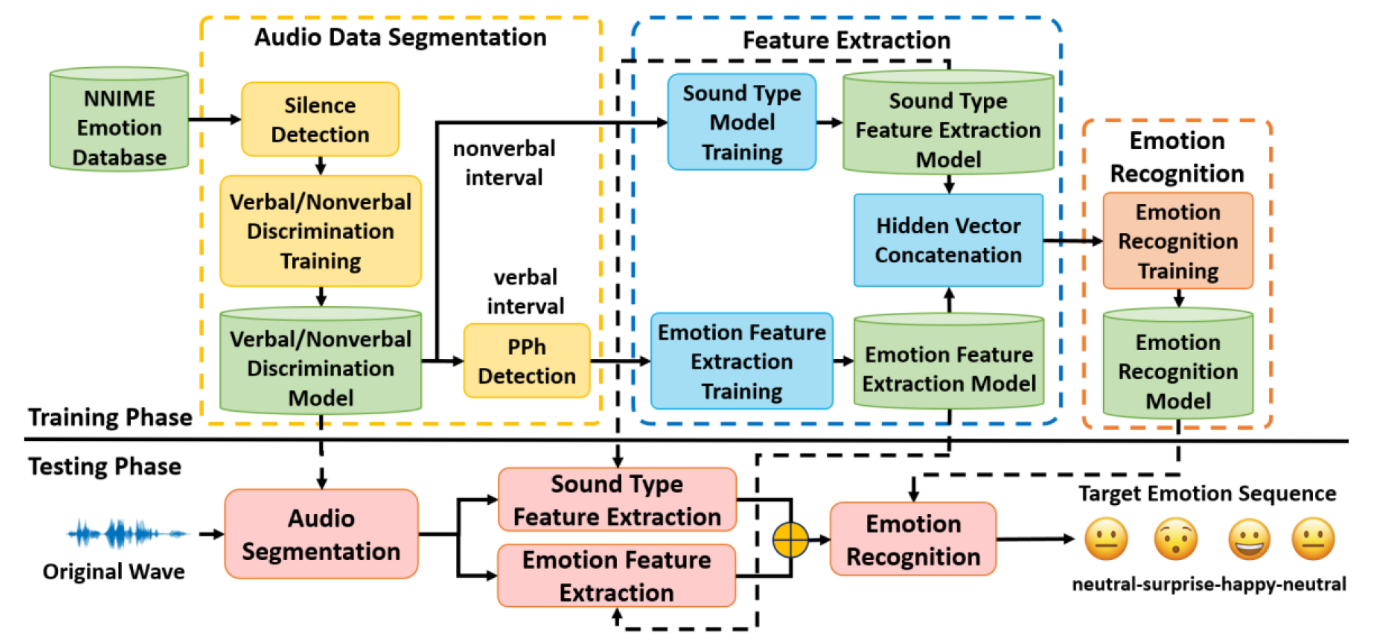 Audio Data Segmentation
Feature Extraction
NNIME
Emotion
Database
Silence
Detection
Verbal/Nonverbal
Discrimination
Training
Verbal/Nonverbal
Discrimination
Model
nonverbal
interval
verbal
interval
PPh
Detection
Sound Type
Model
Training
Sound Type
Feature Extraction
Model
Hidden Vector
Concatenation
Emotion Feature
Extraction
Training
Emotion Feature
Extraction Model
Emotion
Recognition
Emotion
Recognition
Training
Emotion
Recognition
Model
Training Phase
Testing Phase
Original Wave
Audio
Segmentation
Sound Type
Feature Extraction
Emotion Feature
Extraction
Emotion
Recognition
Target Emotion Sequence
neutral-surprise-happy-neutral